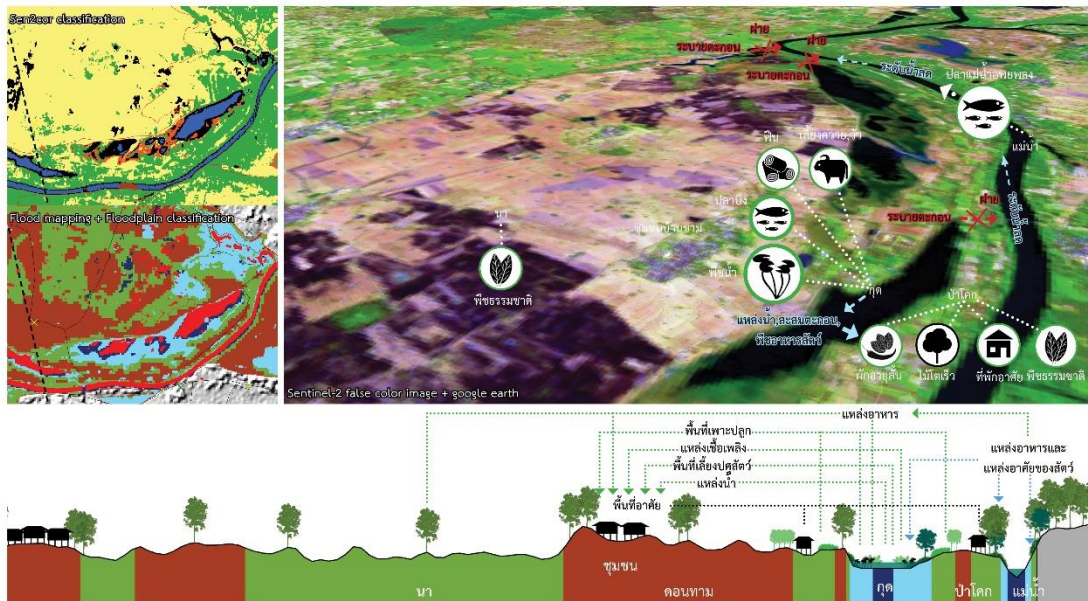 Sen2cor classification
Flood mapping + Floodplain classification
ฝาย
ฝาย
ระบายตะกอน
ระบายตะกอน
ระดับน้ำลด
ปลาแม่น้ำอพยพลง
แม่น้ำ
ฟืน
เลี้ยงควาย,วัว
ปลาบึง
ระบายตะกอน
ฝาย
ระดับน้ำลด
นา
พืชธรรมชาติ
พืชน้ำ
กุด
ป่าโคก
แหล่งน้ำ,สะสมตะกอน,
พืชอาหารสัตว์
ผักอายุสั้น
ไม้โตเร็ว
ที่พักอาศัย
พืชธรรมชาติ
Sentinel-2 false color image + google earth
แหล่งอาหาร
พื้นที่เพาะปลูก
แหล่งเชื้อเพลิง
พื้นที่เลี้ยงปศุสัตว์
แหล่งน้ำ
พื้นที่อาศัย
แหล่งอาหารและ
แหล่งอาศัยของสัตว์
ชุมชน
นา
ดอนทาม
กุด
ป่าโคก
แม่น้ำ